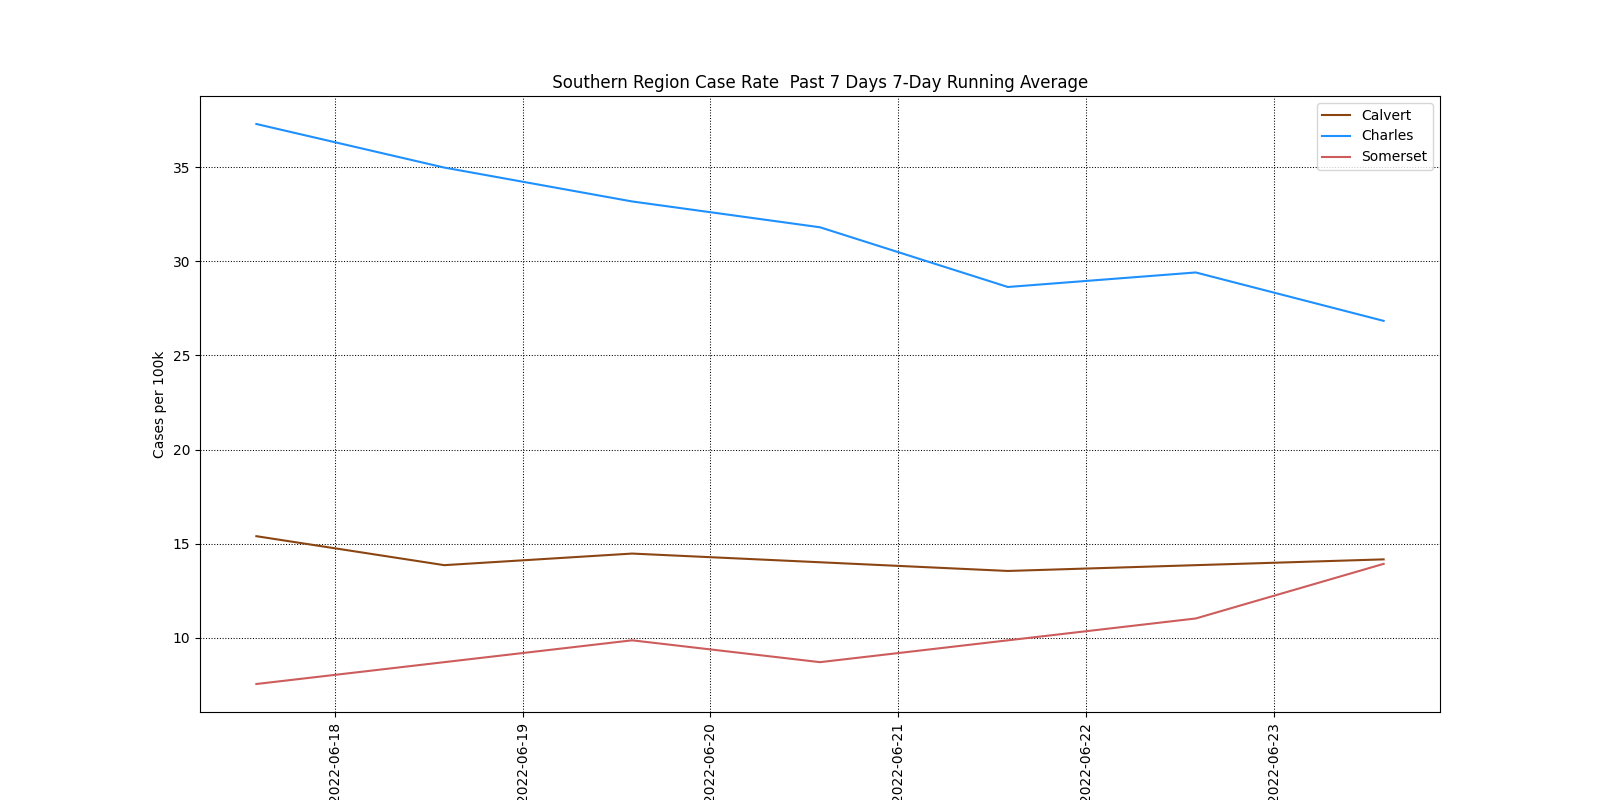 Southern Region Case Rate  Past 7 Days 7-Day Running Average
Calvert
Charles
Somerset
Cases per 100k
35
30
25
20
15
10
2022-06-18
2022-06-19
2022-06-20
2022-06-21
2022-06-22
2022-06-23